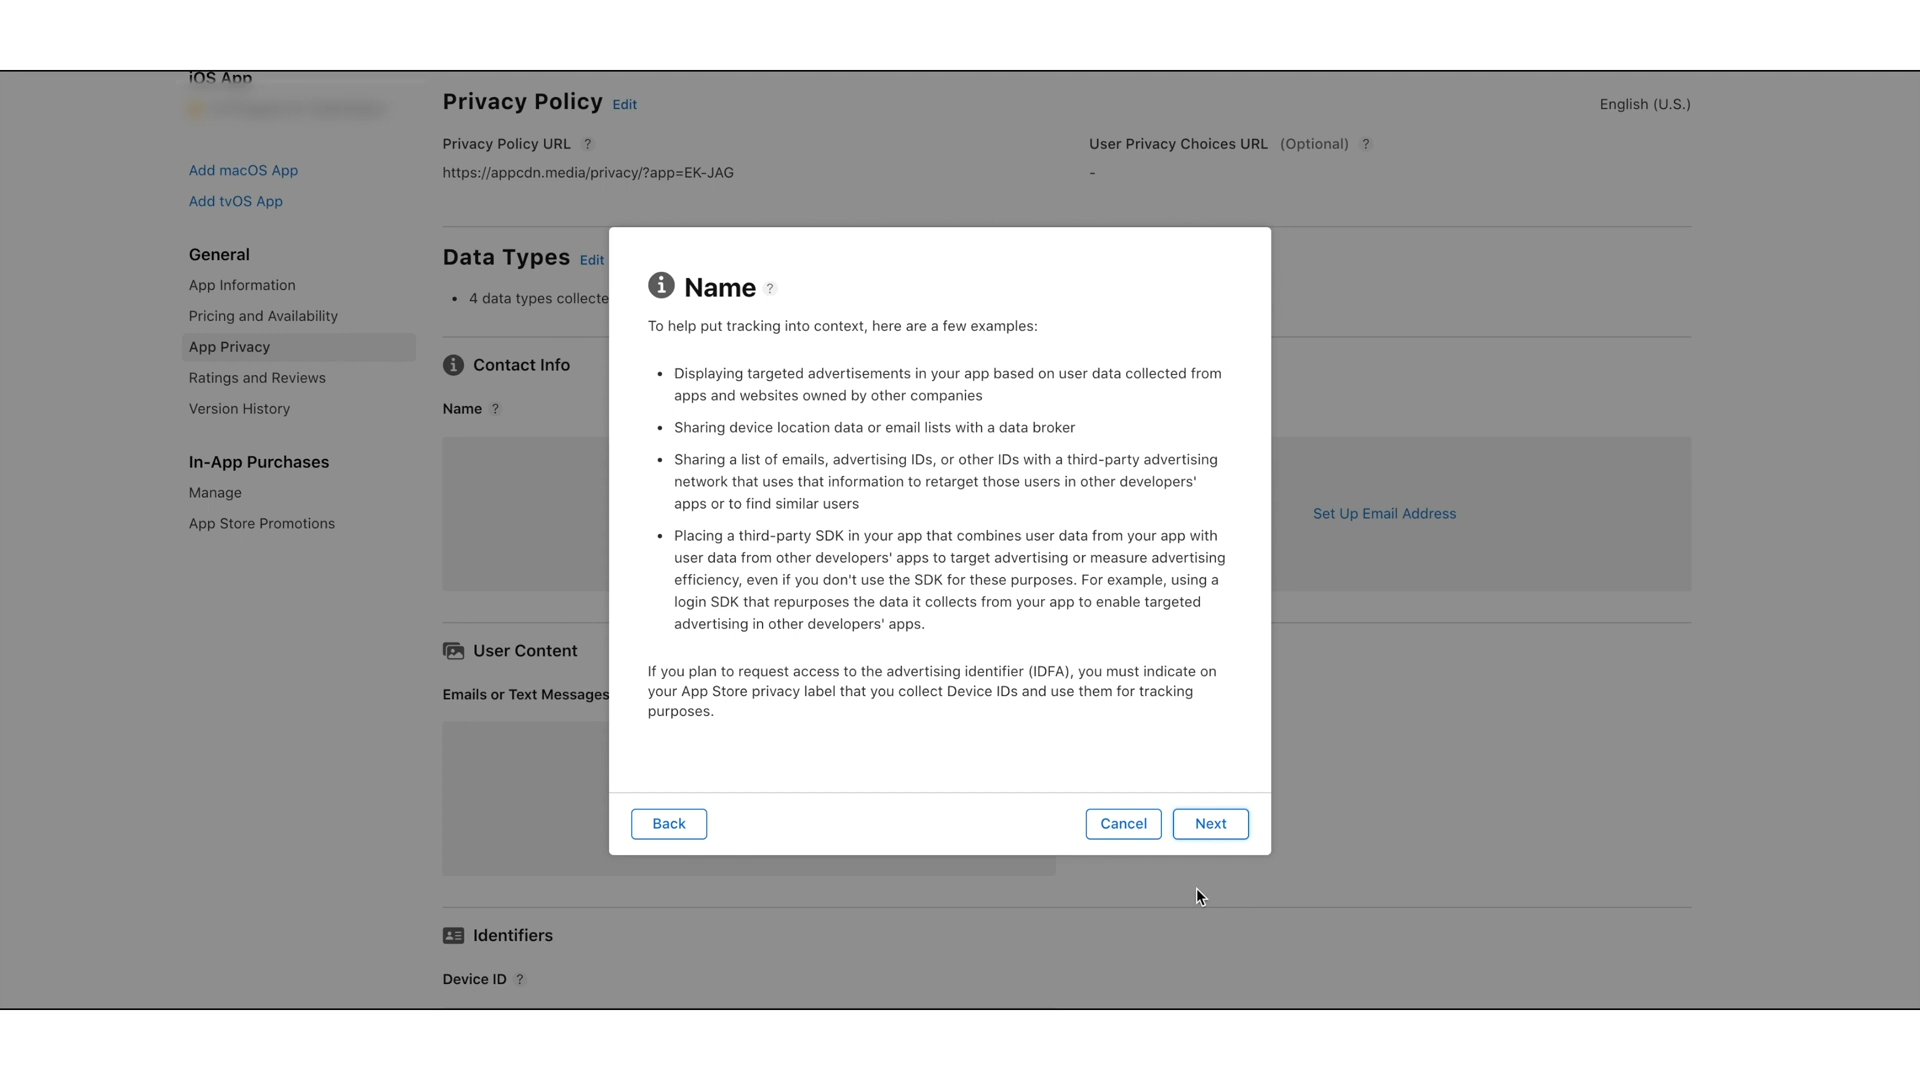 iOS App
Add macOS App
Add tvOS App
General
App Information
Pricing and Availability
App Privacy
Ratings and Reviews
Version History
In-App Purchases
Manage
App Store Promotions
Privacy Policy Edit
English (U.S.)
Privacy Policy URL ?
https://appcdn.media/privacy/?app=EK-JAG
User Privacy Choices URL (Optional) ?
-
Data Types Edit
• 4 data types collecte
Contact Info
Name ?
Set Up Email Address
User Content
Emails or Text Messages
Identifiers
Device ID ?
Name ?
To help put tracking into context, here are a few examples:
• Displaying targeted advertisements in your app based on user data collected from
apps and websites owned by other companies
• Sharing device location data or email lists with a data broker
• Sharing a list of emails, advertising IDs, or other IDs with a third-party advertising
network that uses that information to retarget those users in other developers'
apps or to find similar users
• Placing a third-party SDK in your app that combines user data from your app with
user data from other developers' apps to target advertising or measure advertising
efficiency, even if you don't use the SDK for these purposes. For example, using a
login SDK that repurposes the data it collects from your app to enable targeted
advertising in other developers' apps.
If you plan to request access to the advertising identifier (IDFA), you must indicate on
your App Store privacy label that you collect Device IDs and use them for tracking
purposes.
Back
Cancel
Next